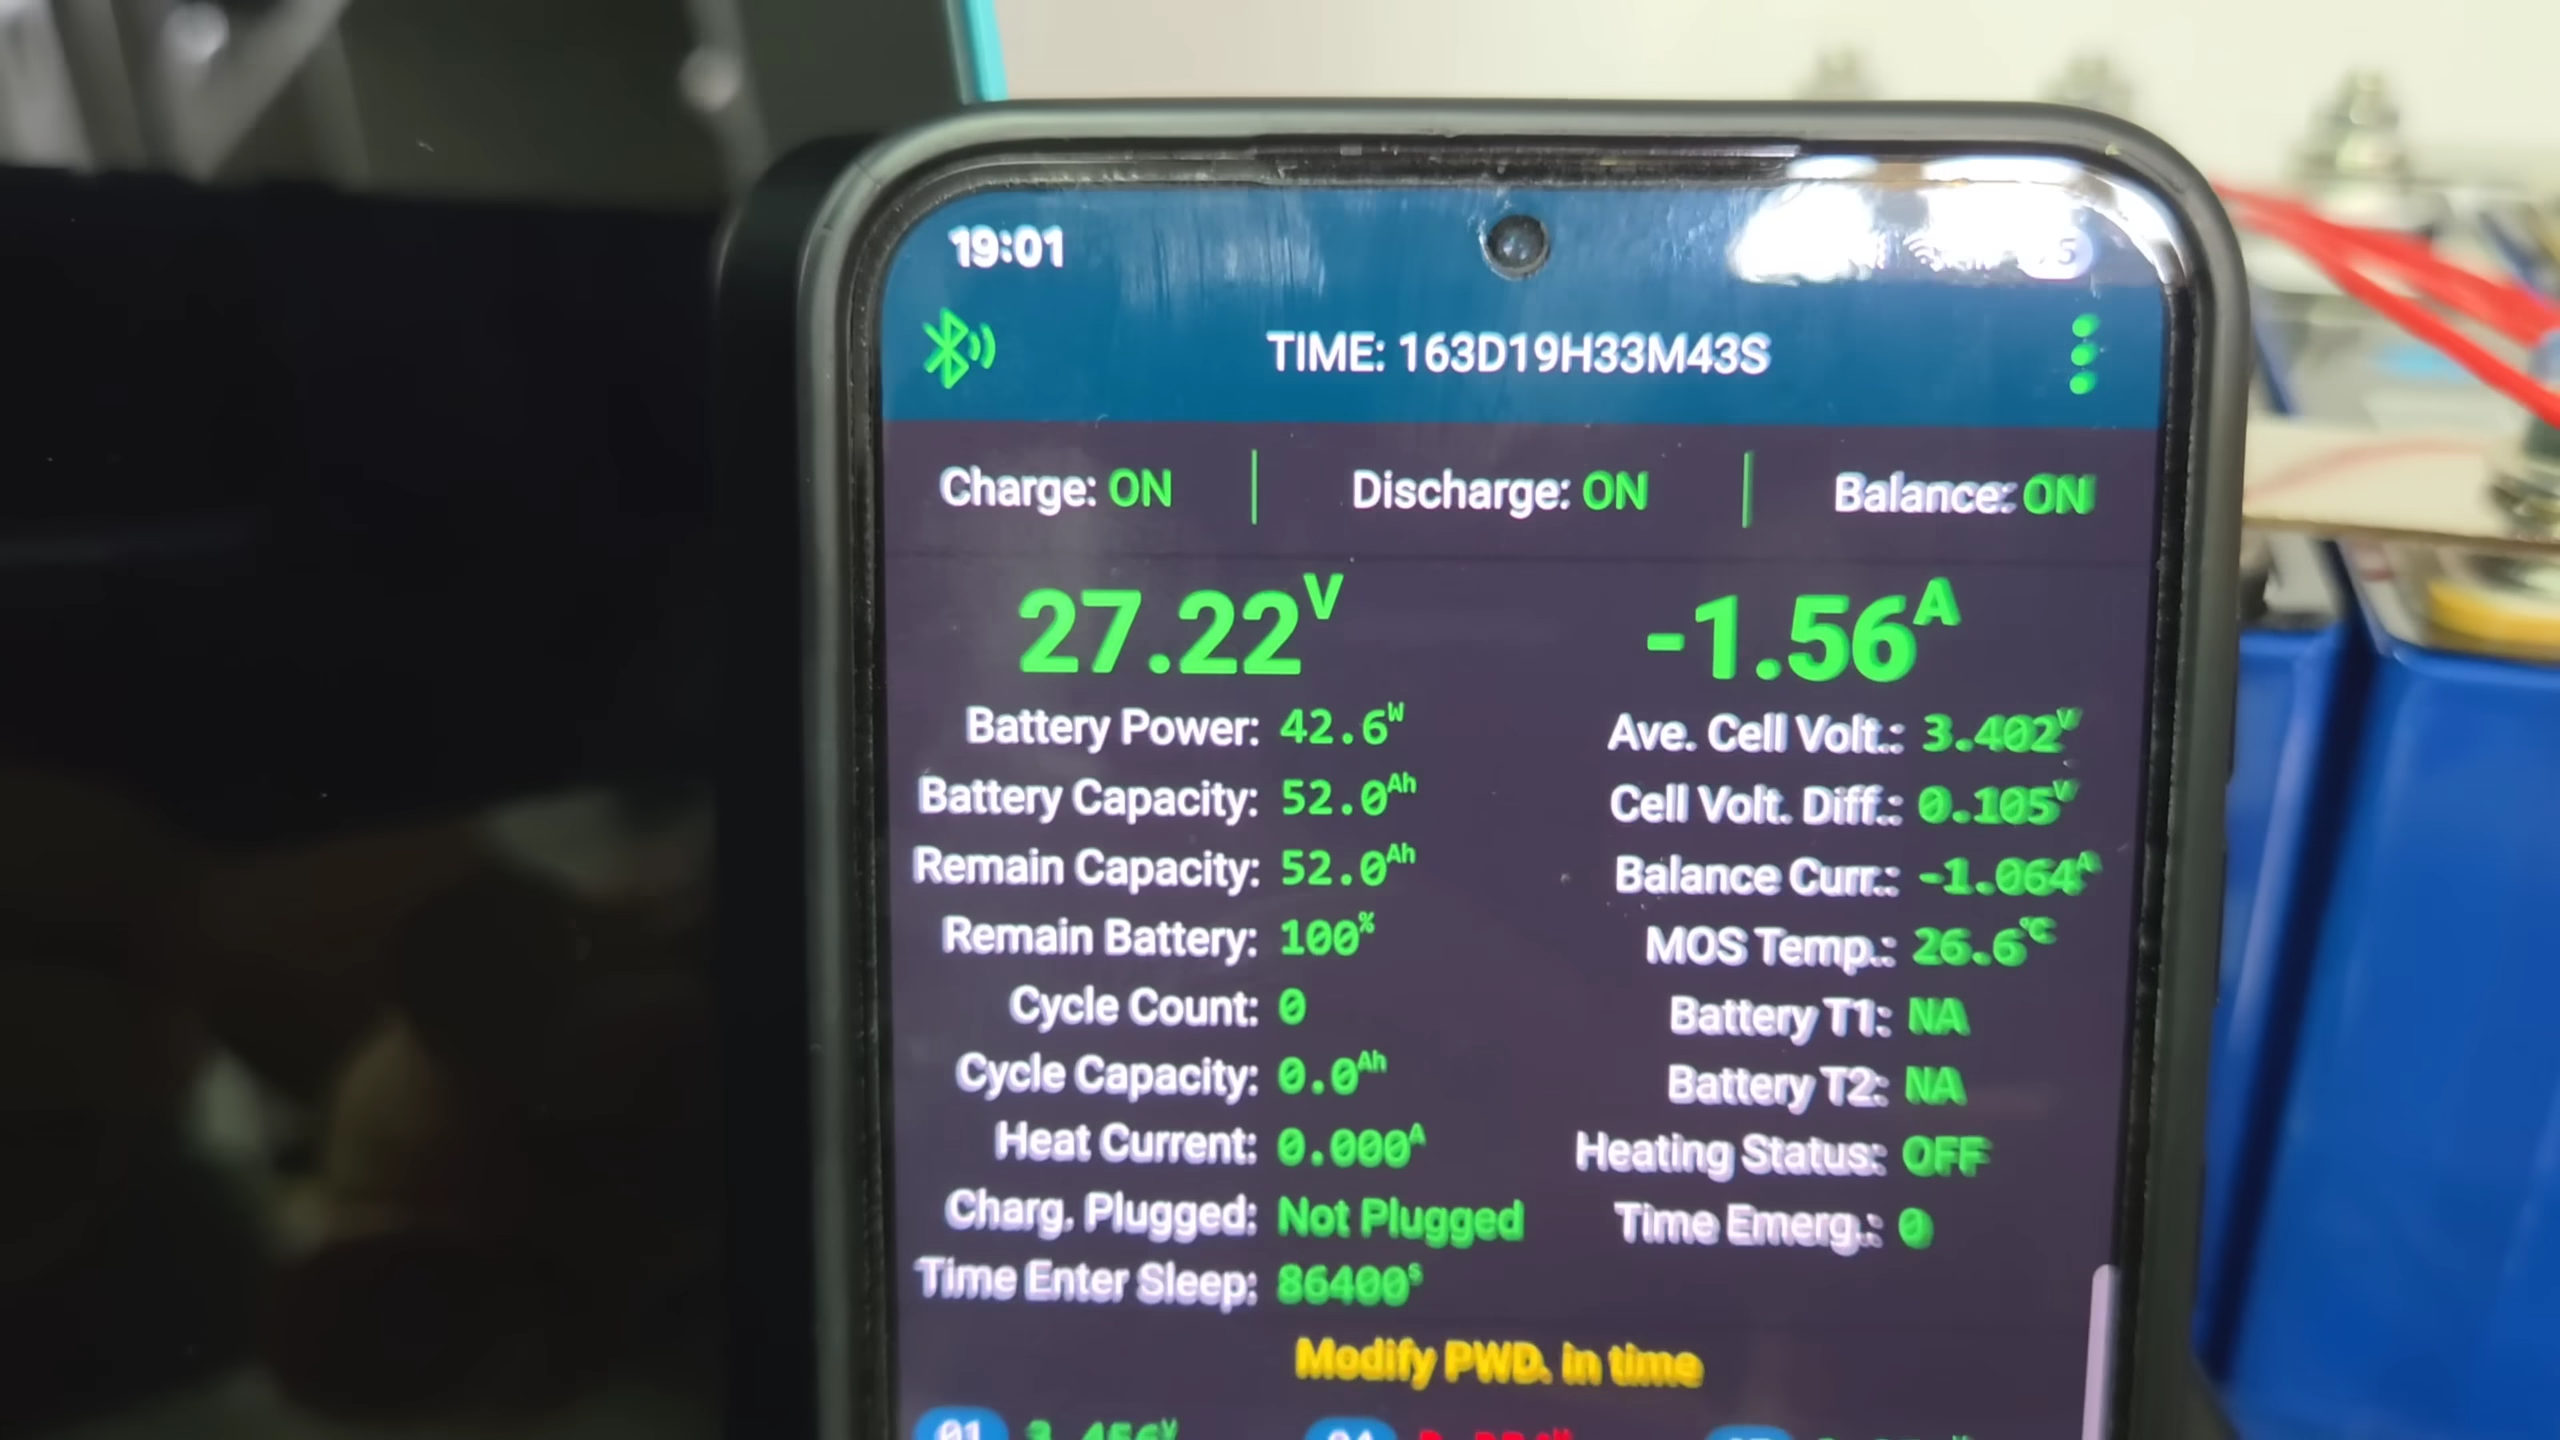 19:01
TIME: 163D19H33M43S
Charge: ON | Discharge: ON | Balance: ON
27.22V -1.56A
Battery Power: 42.6W Ave. Cell Volt.: 3.402V
Battery Capacity: 52.0Ah Cell Volt. Diff.: 0.105V
Remain Capacity: 52.0Ah Balance Curr.: -1.064A
Remain Battery: 100% MOS Temp.: 26.6°C
Cycle Count: 0 Battery T1: NA
Cycle Capacity: 0.0Ah Battery T2: NA
Heat Current: 0.000A Heating Status: OFF
Charg. Plugged: Not Plugged Time Emerg.: 0
Time Enter Sleep: 86400s
Modify PWD. in time
01 3.456V